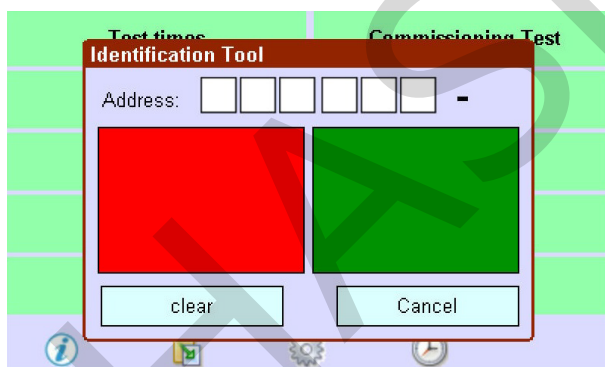 Test times Commissioning Test
Identification Tool
Address: -
clear Cancel